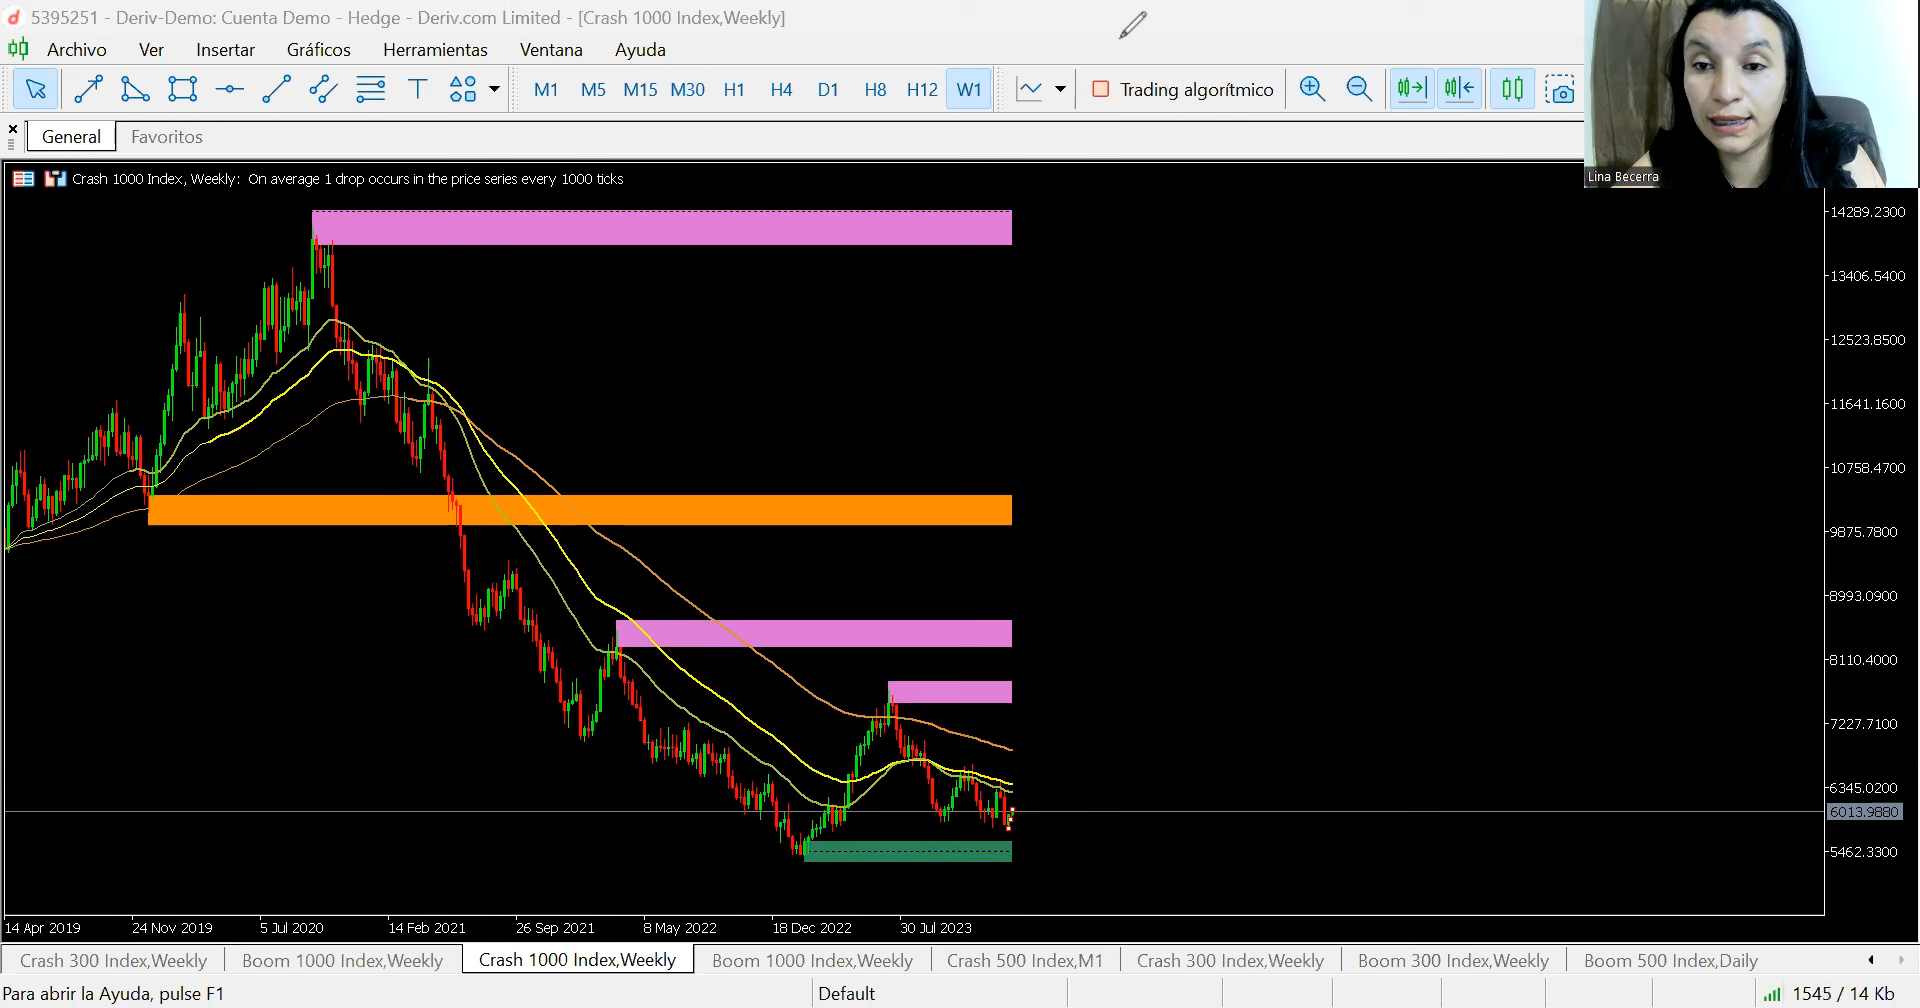 5395251 - Deriv-Demo: Cuenta Demo - Hedge - Deriv.com Limited - [Crash 1000 Index,Weekly]
Archivo Ver Insertar Gráficos Herramientas Ventana Ayuda
T M1 M5 M15 M30 H1 H4 D1 H8 H12 W1 Trading algorítmico
General Favoritos
Lina Becerra
Crash 1000 Index, Weekly: On average 1 drop occurs in the price series every 1000 ticks
14289.2300
13406.5400
12523.8500
11641.1600
10758.4700
9875.7800
8993.0900
8110.4000
7227.7100
6345.0200
6013.9880
5462.3300
14 Apr 2019 24 Nov 2019 5 Jul 2020 14 Feb 2021 26 Sep 2021 8 May 2022 18 Dec 2022 30 Jul 2023
Crash 300 Index,Weekly Boom 1000 Index,Weekly Crash 1000 Index,Weekly Boom 1000 Index,Weekly Crash 500 Index,M1 Crash 300 Index,Weekly Boom 300 Index,Weekly Boom 500 Index,Daily
Para abrir la Ayuda, pulse F1 Default 1545 / 14 Kb